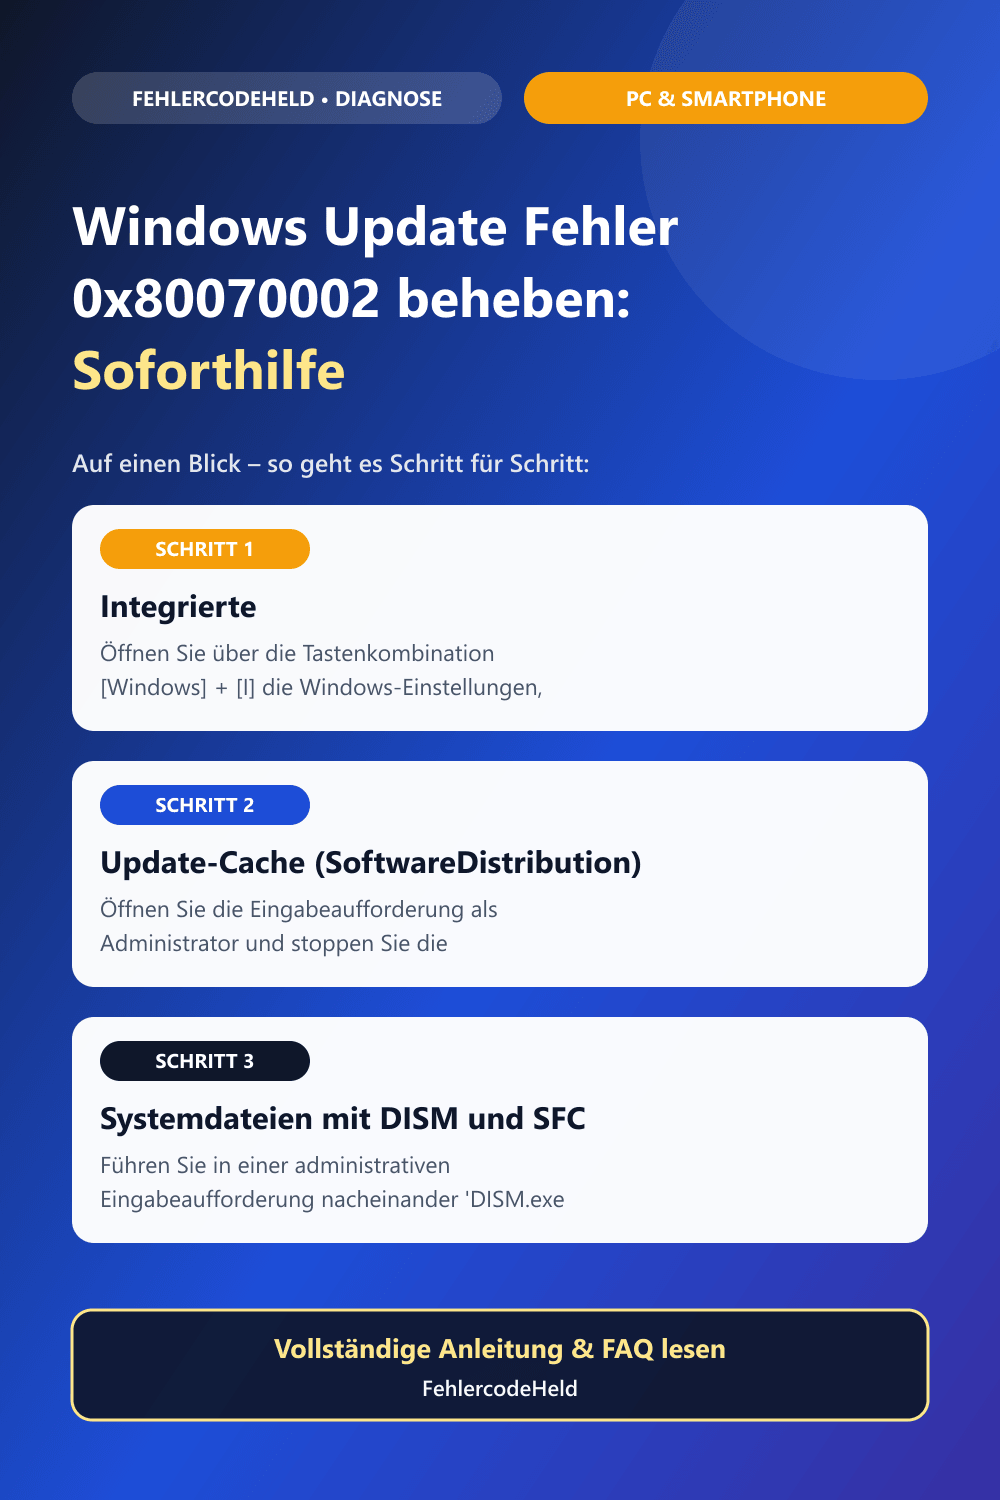 FEHLERCODEHELD • DIAGNOSE
PC & SMARTPHONE
Windows Update Fehler
0x80070002 beheben:
Soforthilfe
Auf einen Blick – so geht es Schritt für Schritt:
SCHRITT 1
Integrierte
Öffnen Sie über die Tastenkombination
[Windows] + [I] die Windows-Einstellungen,
SCHRITT 2
Update-Cache (SoftwareDistribution)
Öffnen Sie die Eingabeaufforderung als
Administrator und stoppen Sie die
SCHRITT 3
Systemdateien mit DISM und SFC
Führen Sie in einer administrativen
Eingabeaufforderung nacheinander 'DISM.exe
Vollständige Anleitung & FAQ lesen
FehlercodeHeld